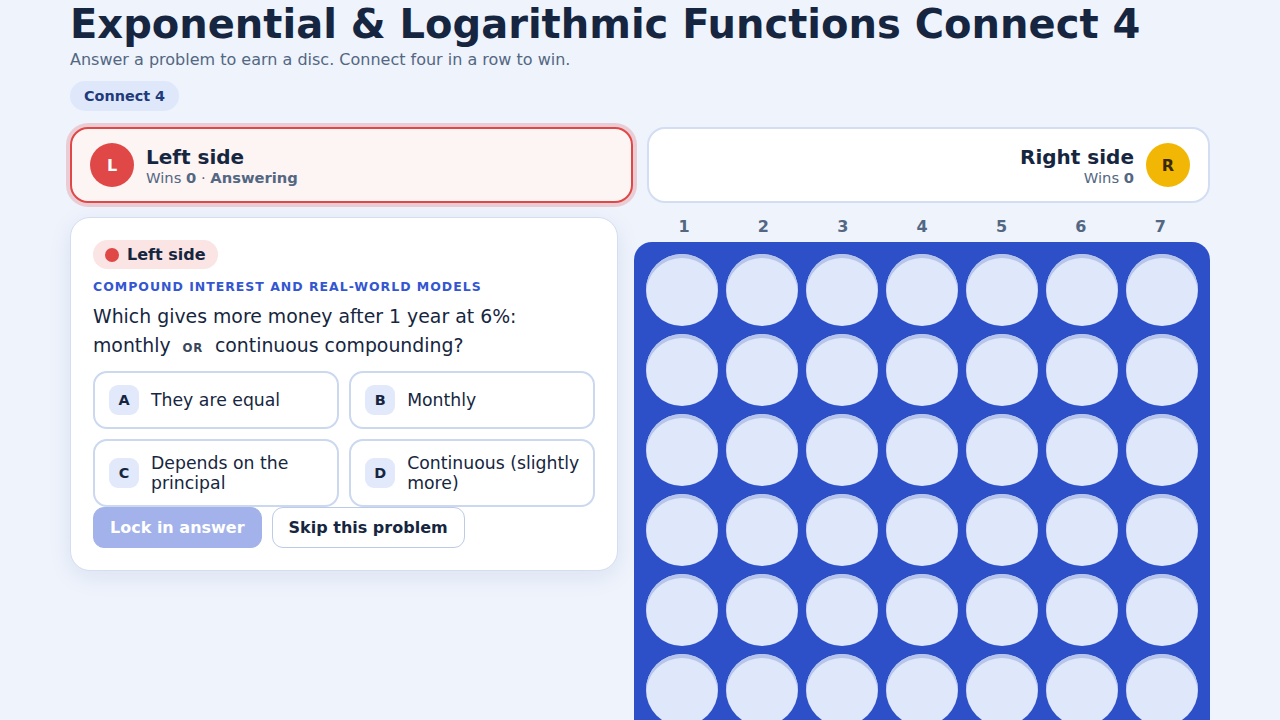 Exponential & Logarithmic Functions Connect 4
Answer a problem to earn a disc. Connect four in a row to win.
Connect 4
L
Left side
Wins 0 · Answering
Right side
Wins 0
R
Left side
COMPOUND INTEREST AND REAL-WORLD MODELS
Which gives more money after 1 year at 6%:
monthly OR continuous compounding?
A They are equal
B Monthly
C Depends on the
principal
D Continuous (slightly
more)
Lock in answer
Skip this problem
1 2 3 4 5 6 7